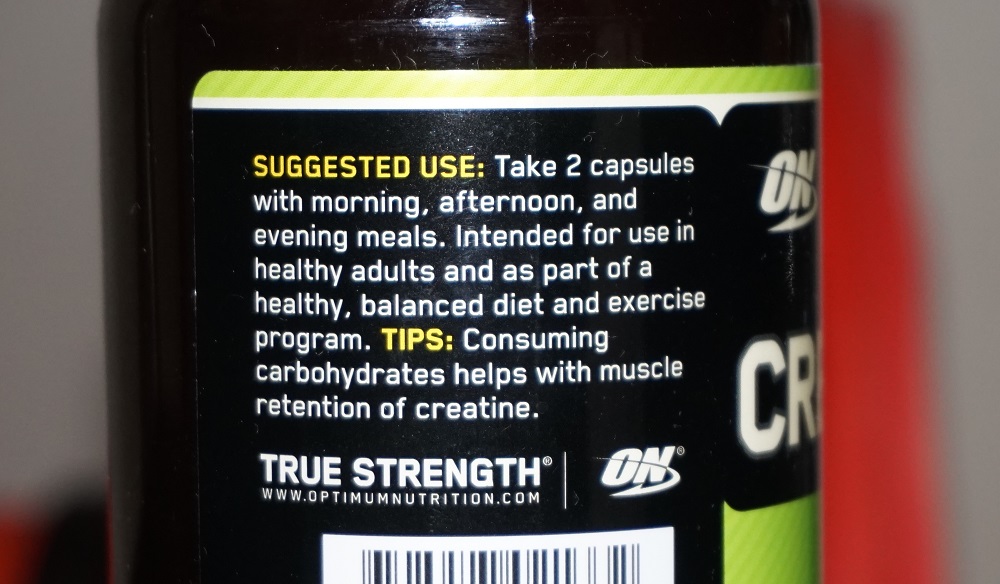 SUGGESTED USE: Take 2 capsules
with morning, afternoon, and
evening meals. Intended for use in
healthy adults and as part of a
healthy, balanced diet and exercise
program. TIPS: Consuming
carbohydrates helps with muscle
retention of creatine.
TRUE STRENGTH®
WWW.OPTIMUMNUTRITION.COM
ON®
ON
CR